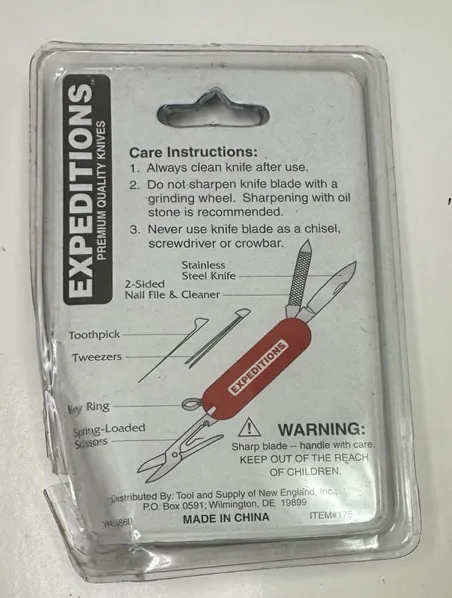 EXPEDITIONS
PREMIUM QUALITY KNIVES
Care Instructions:
1. Always clean knife after use.
2. Do not sharpen knife blade with a
grinding wheel. Sharpening with oil
stone is recommended.
3. Never use knife blade as a chisel,
screwdriver or crowbar.
Stainless
Steel Knife
2-Sided
Nail File & Cleaner
Toothpick
Tweezers
EXPEDITIONS
Key Ring
Spring-Loaded
Scissors
WARNING:
Sharp blade -- handle with care.
KEEP OUT OF THE REACH
OF CHILDREN.
Distributed By: Tool and Supply of New England, Inc.
P.O. Box 0591; Wilmington, DE 19899
MADE IN CHINA